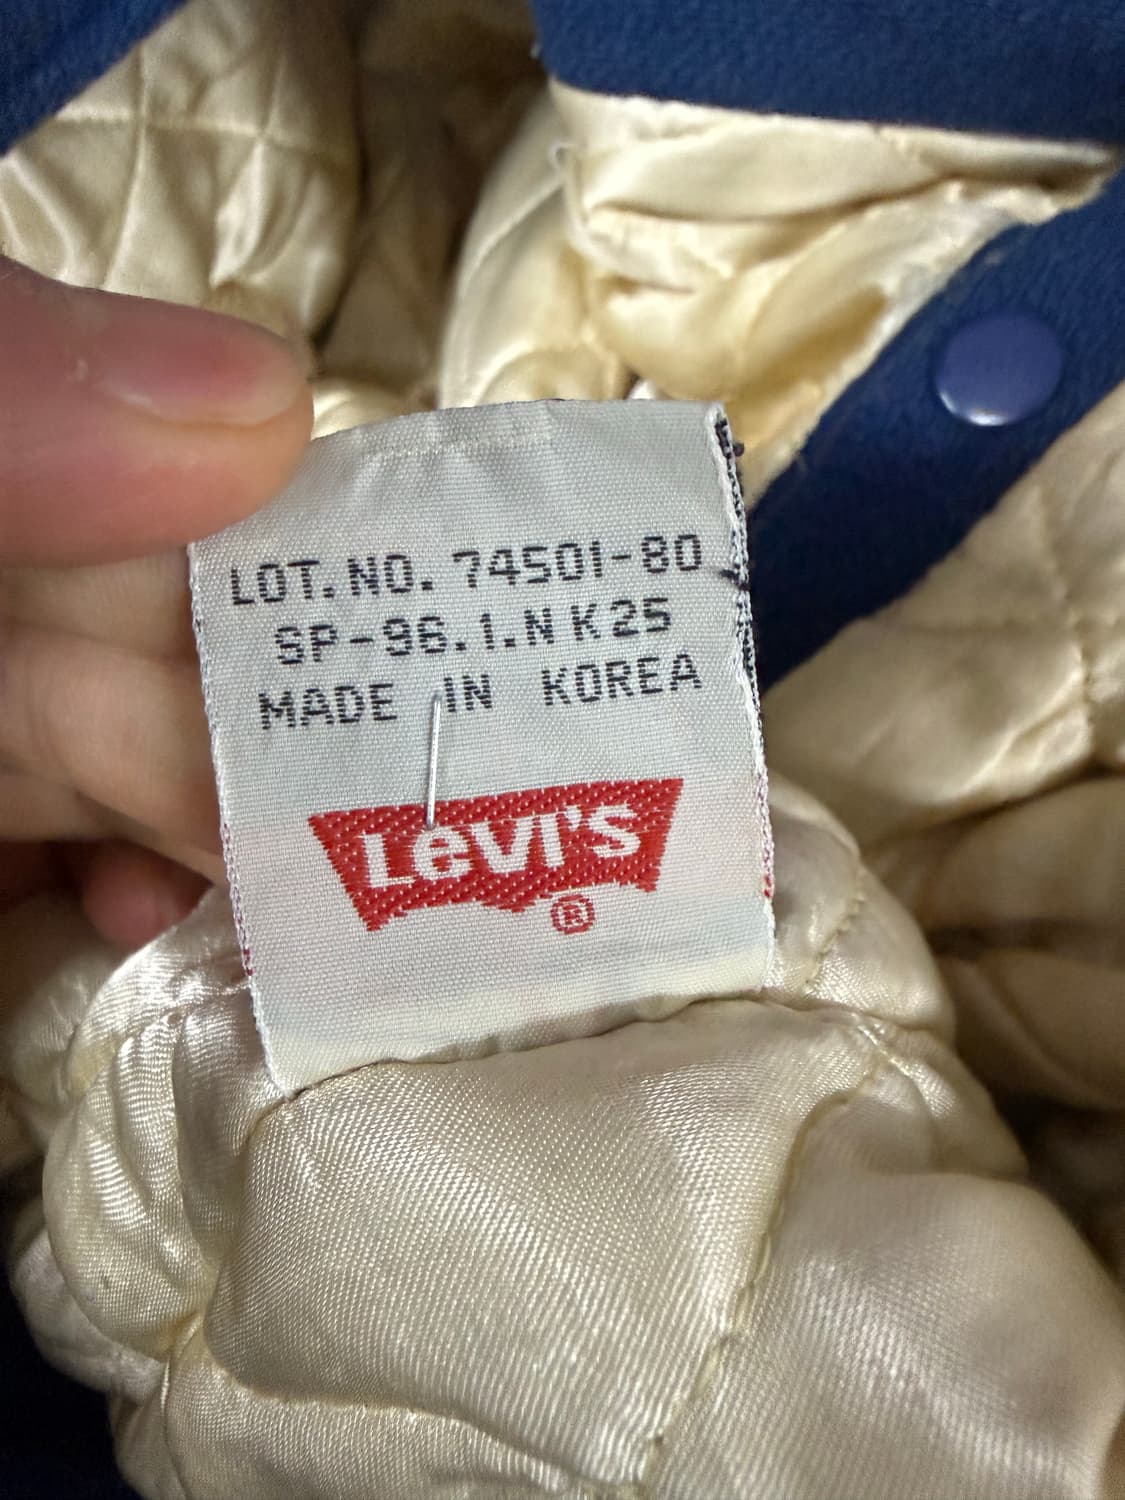 LOT. NO. 74501-80
SP-96.1.N K25
MADE IN KOREA
Levi's
®